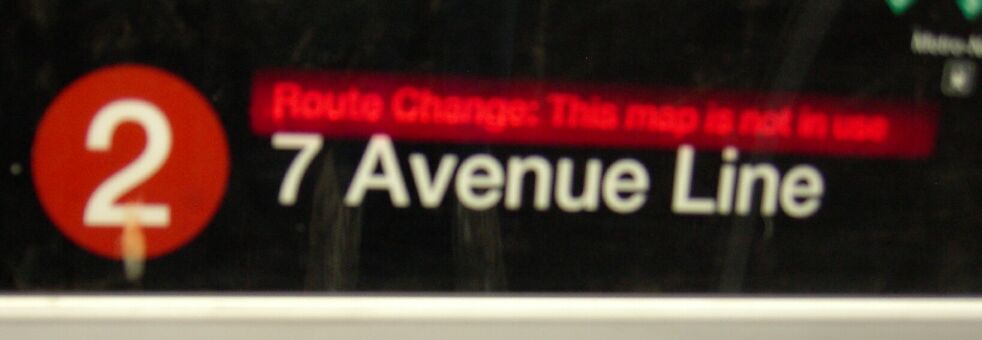 2
Route Change: This map is not in use
7 Avenue Line